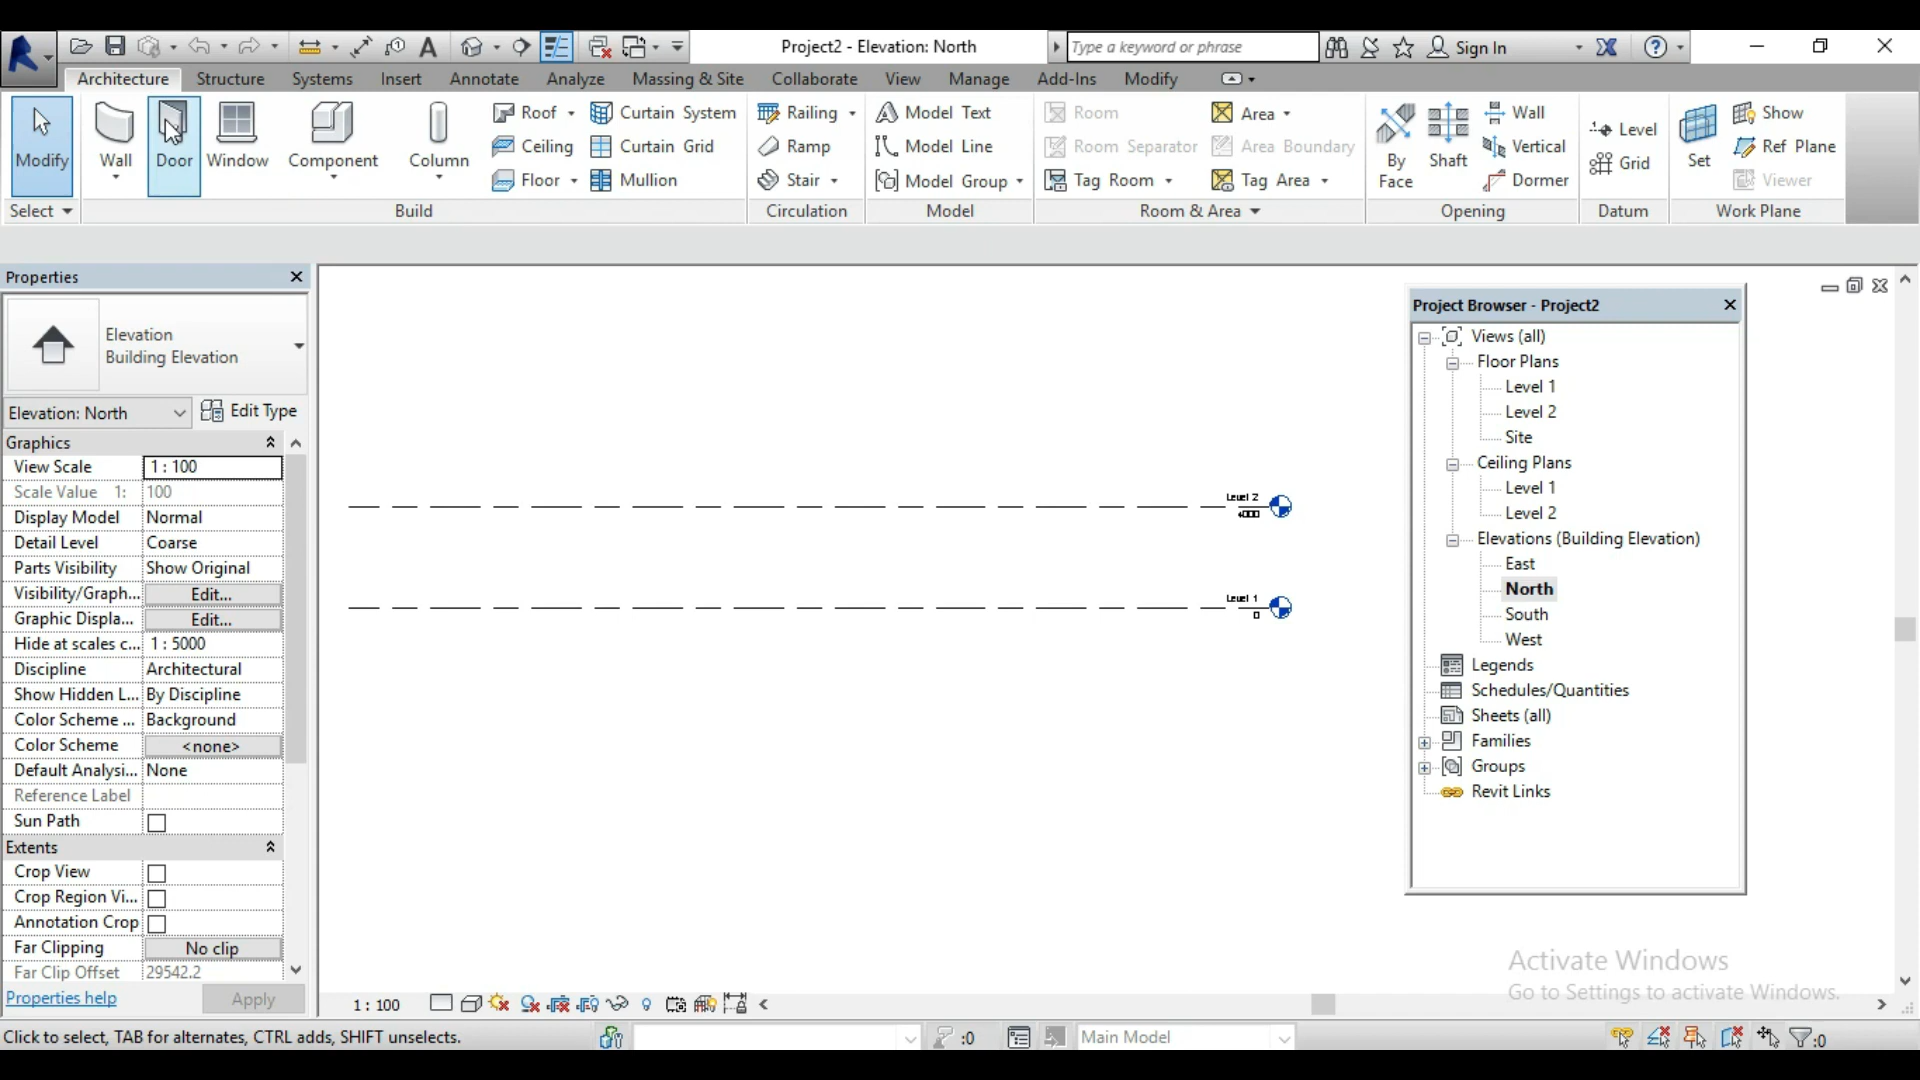 Project2 - Elevation: North
Type a keyword or phrase
Sign In
Architecture Structure Systems Insert Annotate Analyze Massing & Site Collaborate View Manage Add-Ins Modify
Modify
Wall
Door
Window
Component
Column
Roof
Ceiling
Floor
Curtain System
Curtain Grid
Mullion
Railing
Ramp
Stair
Model Text
Model Line
Model Group
Room
Room Separator
Tag Room
Area
Area Boundary
Tag Area
By
Face
Shaft
Wall
Vertical
Dormer
Level
Grid
Set
Show
Ref Plane
Viewer
Select Build Circulation Model Room & Area Opening Datum Work Plane
Properties
Elevation
Building Elevation
Elevation: North Edit Type
Graphics
View Scale 1 : 100
Scale Value 1: 100
Display Model Normal
Detail Level Coarse
Parts Visibility Show Original
Visibility/Graph... Edit...
Graphic Displa... Edit...
Hide at scales c... 1 : 5000
Discipline Architectural
Show Hidden L... By Discipline
Color Scheme ... Background
Color Scheme <none>
Default Analysi... None
Reference Label
Sun Path
Extents
Crop View
Crop Region Vi...
Annotation Crop
Far Clipping No clip
Far Clip Offset 29542.2
Properties help Apply
Level 2
4000
Level 1
0
Project Browser - Project2
Views (all)
Floor Plans
Level 1
Level 2
Site
Ceiling Plans
Level 1
Level 2
Elevations (Building Elevation)
East
North
South
West
Legends
Schedules/Quantities
Sheets (all)
Families
Groups
Revit Links
Activate Windows
Go to Settings to activate Windows.
1 : 100
Click to select, TAB for alternates, CTRL adds, SHIFT unselects.
:0
Main Model
:0